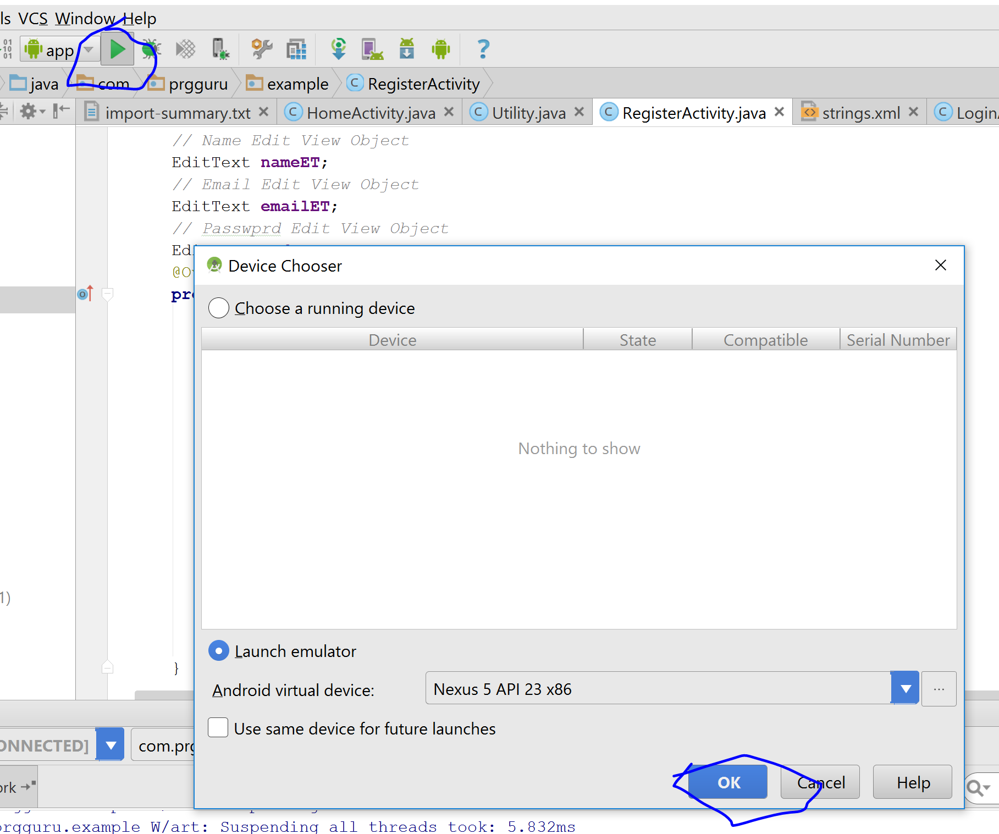 ls VCS Window Help
app
java com prgguru example RegisterActivity
import-summary.txt HomeActivity.java Utility.java RegisterActivity.java strings.xml Login
// Name Edit View Object
EditText nameET;
// Email Edit View Object
EditText emailET;
// Passwprd Edit View Object
Device Chooser
Choose a running device
Device State Compatible Serial Number
Nothing to show
1)
Launch emulator
}
Android virtual device: Nexus 5 API 23 x86 ...
Use same device for future launches
ONNECTED] com.prg
OK Cancel Help
ork
prgguru.example W/art: Suspending all threads took: 5.832ms